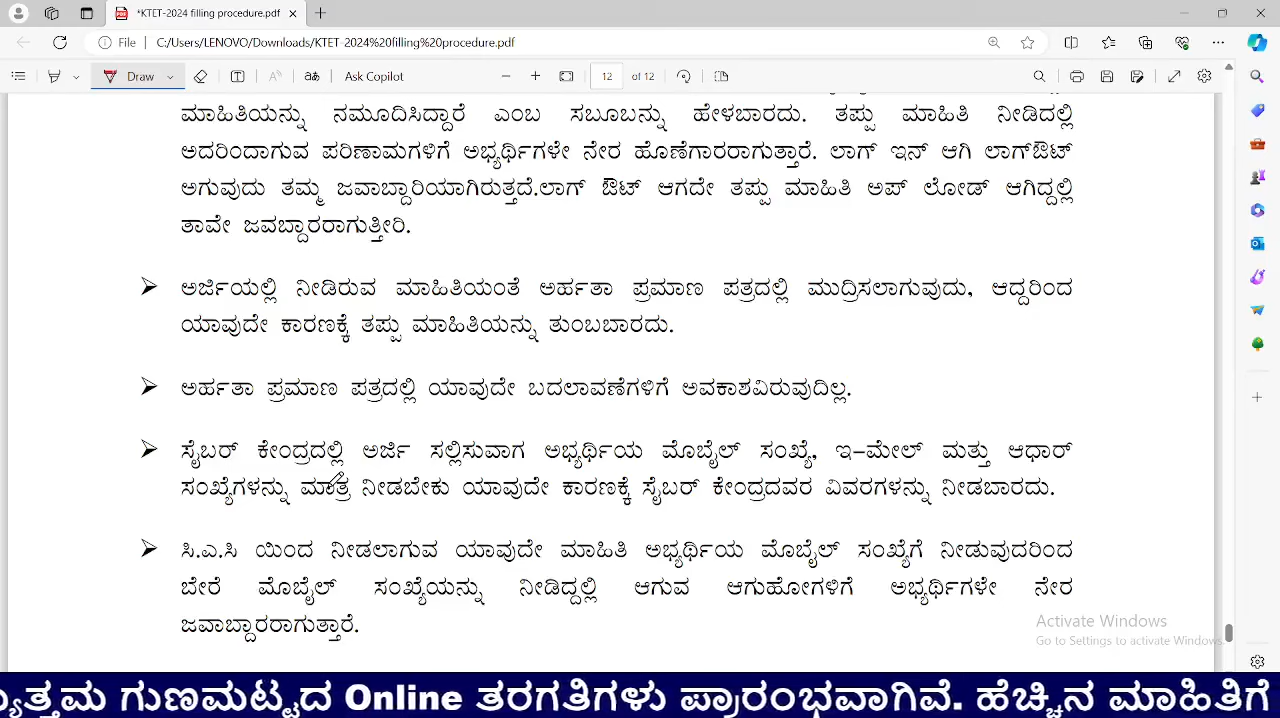 *KTET-2024 filling procedure.pdf
File C:/Users/LENOVO/Downloads/KTET-2024%20filling%20procedure.pdf
Draw Ask Copilot 12 of 12
ಮಾಹಿತಿಯನ್ನು ನಮೂದಿಸಿದ್ದಾರೆ ಎಂಬ ಸಬೂಬನ್ನು ಹೇಳಬಾರದು. ತಪ್ಪು ಮಾಹಿತಿ ನೀಡಿದಲ್ಲಿ
ಅದರಿಂದಾಗುವ ಪರಿಣಾಮಗಳಿಗೆ ಅಭ್ಯರ್ಥಿಗಳೇ ನೇರ ಹೊಣೆಗಾರರಾಗುತ್ತಾರೆ. ಲಾಗ್ ಇನ್ ಆಗಿ ಲಾಗ್‌ಔಟ್
ಆಗುವುದು ತಮ್ಮ ಜವಾಬ್ದಾರಿಯಾಗಿರುತ್ತದೆ.ಲಾಗ್ ಔಟ್ ಆಗದೇ ತಪ್ಪು ಮಾಹಿತಿ ಅಪ್ ಲೋಡ್ ಆಗಿದ್ದಲ್ಲಿ
ತಾವೇ ಜವಬ್ದಾರರಾಗುತ್ತೀರಿ.
➢ ಅರ್ಜಿಯಲ್ಲಿ ನೀಡಿರುವ ಮಾಹಿತಿಯಂತೆ ಅರ್ಹತಾ ಪ್ರಮಾಣ ಪತ್ರದಲ್ಲಿ ಮುದ್ರಿಸಲಾಗುವುದು, ಆದ್ದರಿಂದ
ಯಾವುದೇ ಕಾರಣಕ್ಕೆ ತಪ್ಪು ಮಾಹಿತಿಯನ್ನು ತುಂಬಬಾರದು.
➢ ಅರ್ಹತಾ ಪ್ರಮಾಣ ಪತ್ರದಲ್ಲಿ ಯಾವುದೇ ಬದಲಾವಣೆಗಳಿಗೆ ಅವಕಾಶವಿರುವುದಿಲ್ಲ.
➢ ಸೈಬರ್ ಕೇಂದ್ರದಲ್ಲಿ ಅರ್ಜಿ ಸಲ್ಲಿಸುವಾಗ ಅಭ್ಯರ್ಥಿಯ ಮೊಬೈಲ್ ಸಂಖ್ಯೆ, ಇ-ಮೇಲ್ ಮತ್ತು ಆಧಾರ್
ಸಂಖ್ಯೆಗಳನ್ನು ಮಾತ್ರ ನೀಡಬೇಕು ಯಾವುದೇ ಕಾರಣಕ್ಕೆ ಸೈಬರ್ ಕೇಂದ್ರದವರ ವಿವರಗಳನ್ನು ನೀಡಬಾರದು.
➢ ಸಿ.ಎ.ಸಿ ಯಿಂದ ನೀಡಲಾಗುವ ಯಾವುದೇ ಮಾಹಿತಿ ಅಭ್ಯರ್ಥಿಯ ಮೊಬೈಲ್ ಸಂಖ್ಯೆಗೆ ನೀಡುವುದರಿಂದ
ಬೇರೆ ಮೊಬೈಲ್ ಸಂಖ್ಯೆಯನ್ನು ನೀಡಿದ್ದಲ್ಲಿ ಆಗುವ ಆಗುಹೋಗಳಿಗೆ ಅಭ್ಯರ್ಥಿಗಳೇ ನೇರ
ಜವಾಬ್ದಾರರಾಗುತ್ತಾರೆ.
Activate Windows
Go to Settings to activate Windows.
ಗುಣಮಟ್ಟದ Online ತರಗತಿಗಳು ಪ್ರಾರಂಭವಾಗಿವೆ. ಹೆಚ್ಚಿನ ಮಾಹಿತಿಗೆ